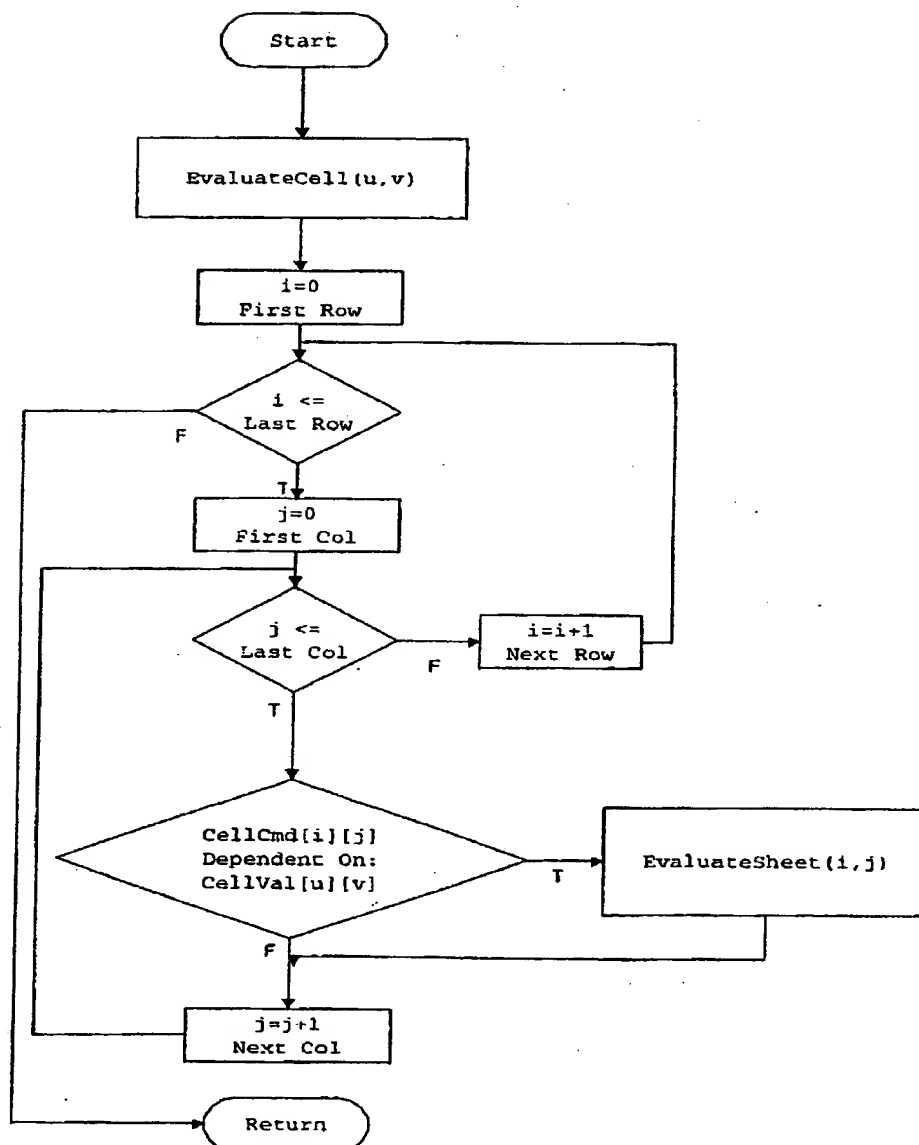 Start
EvaluateCell(u,v)
i=0
First Row
i <=
Last Row
F
T
j=0
First Col
j <=
Last Col
F
i=i+1
Next Row
T
CellCmd[i][j]
Dependent On:
CellVal[u][v]
T
EvaluateSheet(i,j)
F
j=j+1
Next Col
Return